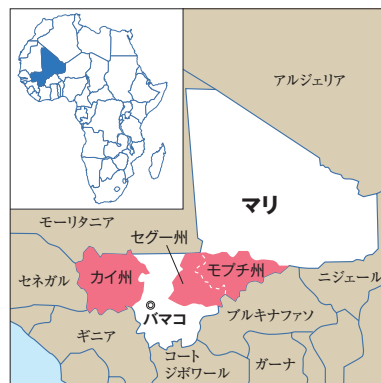 アルジェリア
マリ
モーリタニア
セグー州
セネガル
カイ州
モプチ州
ニジェール
バマコ
ブルキナファソ
ギニア
コート
ジボワール
ガーナ